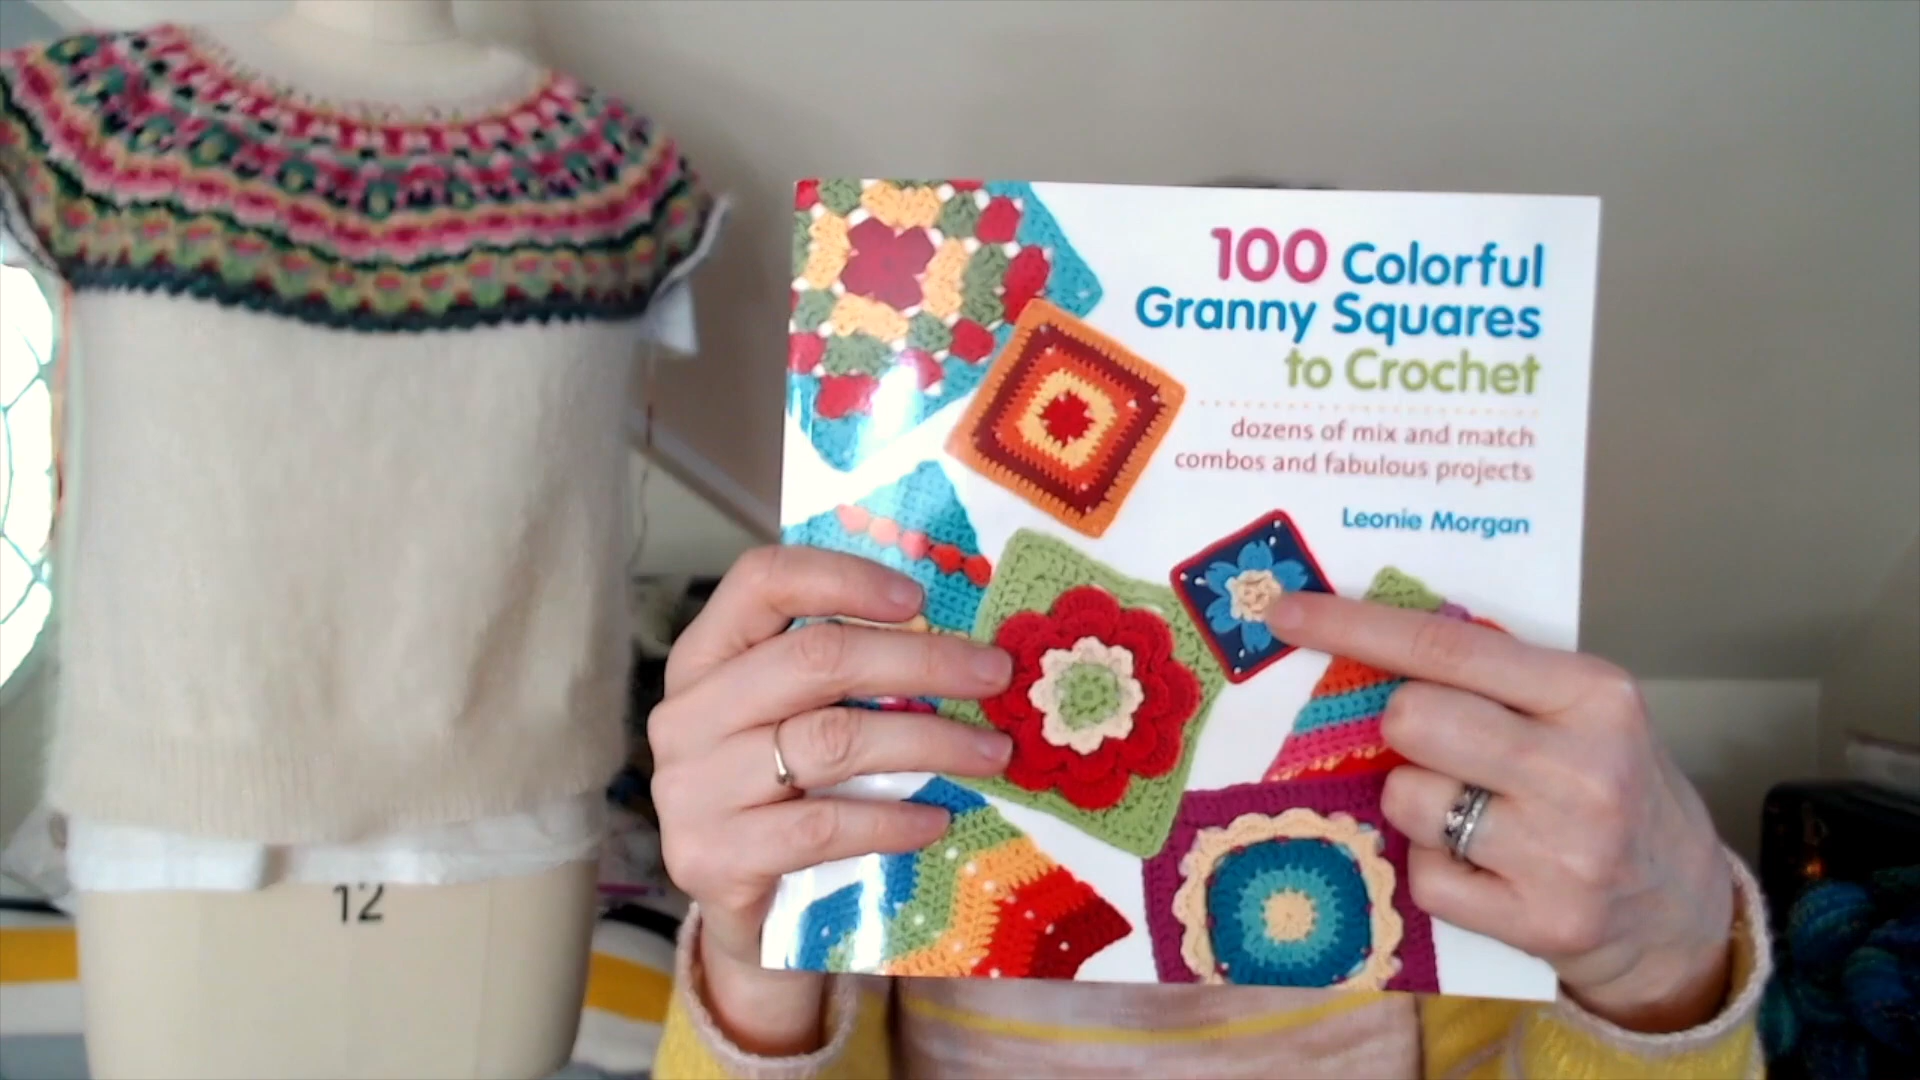 100 Colorful
Granny Squares
to Crochet
dozens of mix and match
combos and fabulous projects
Leonie Morgan
12